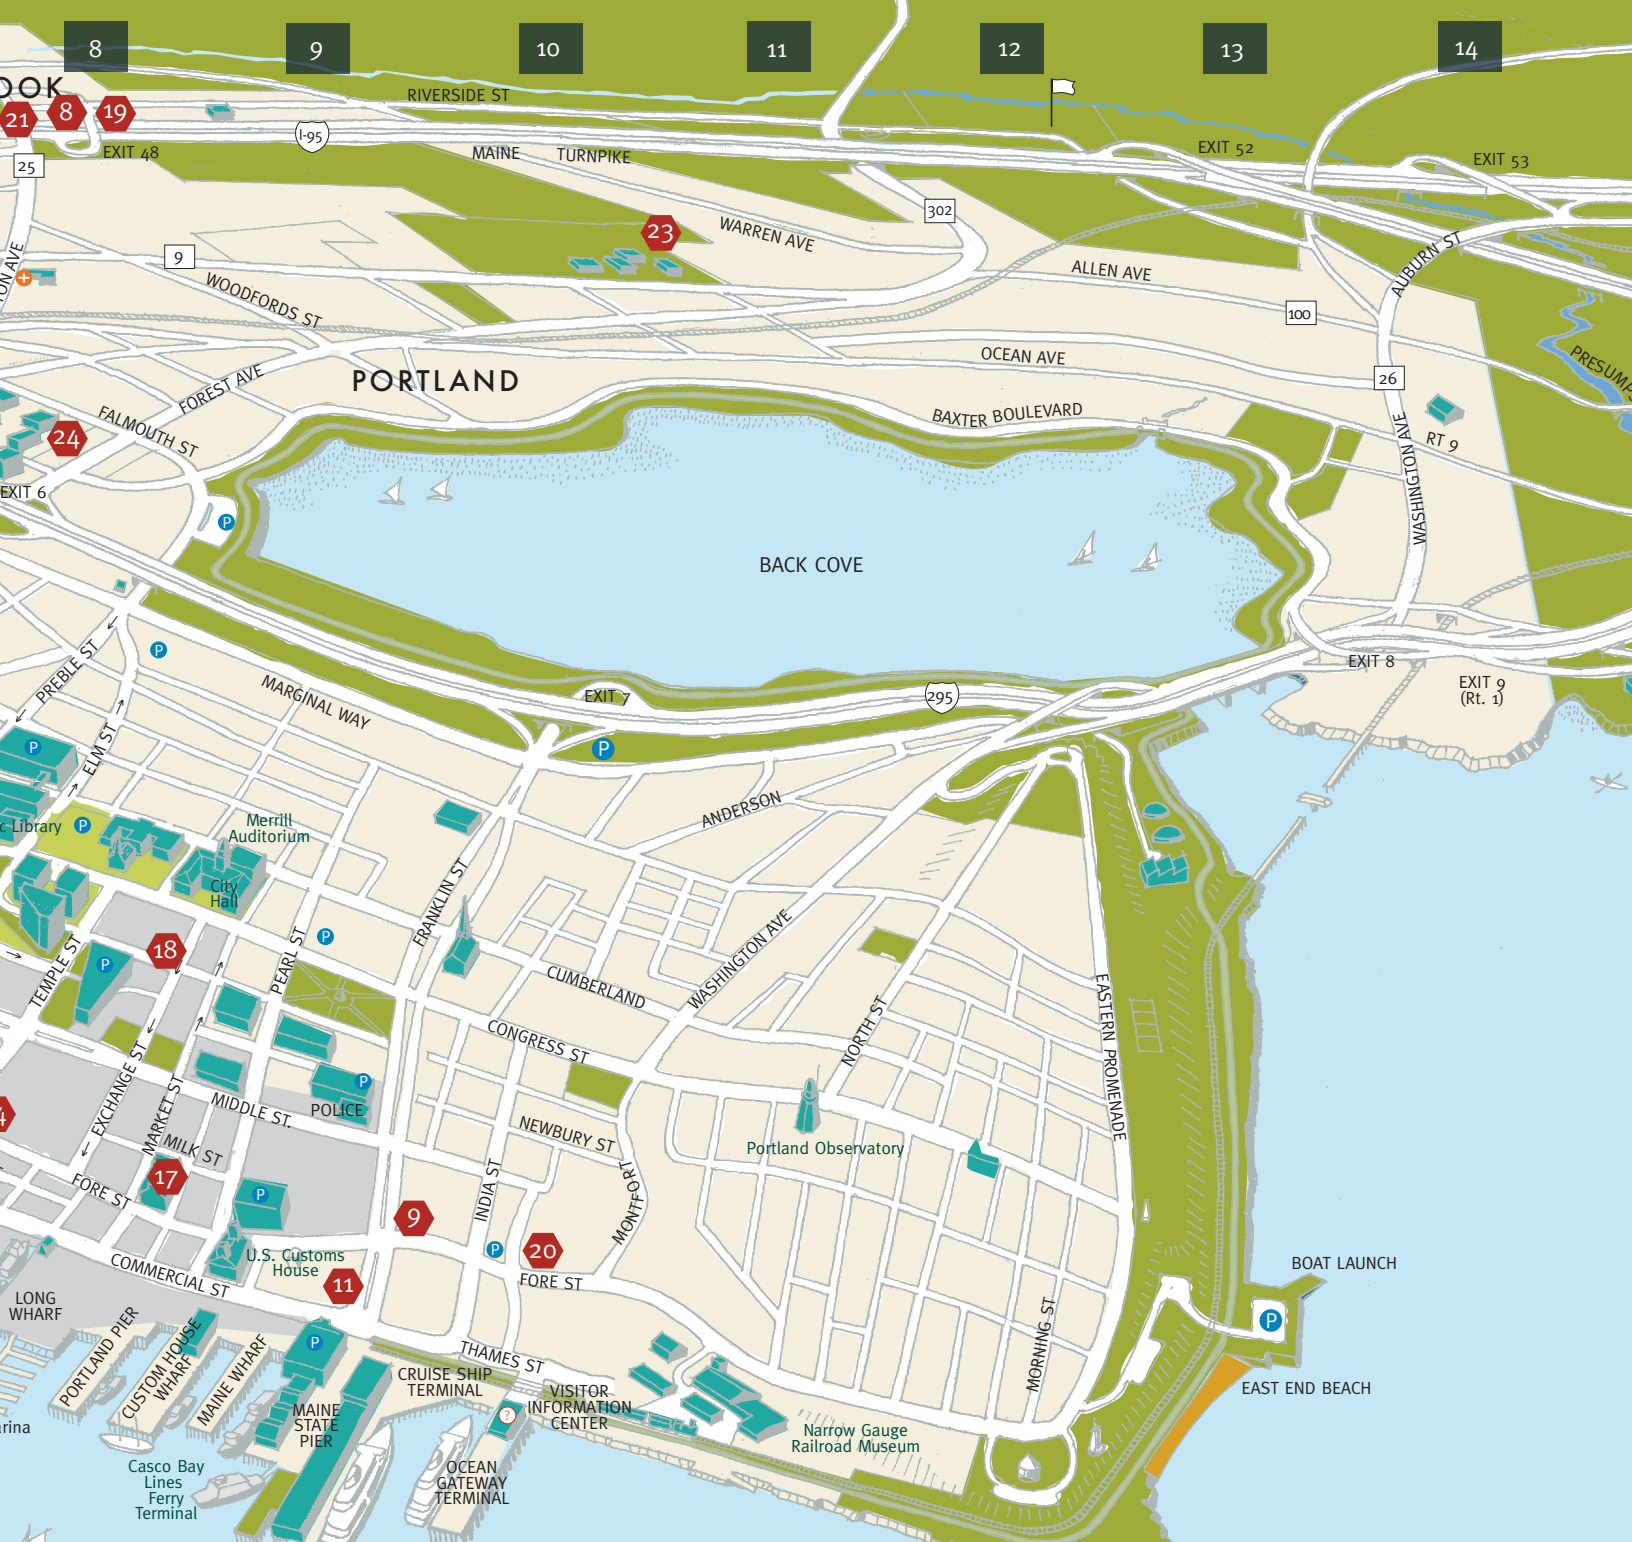 8
9
10
11
12
13
14
OOK
21
8
19
RIVERSIDE ST
I-95
EXIT 48
25
MAINE TURNPIKE
EXIT 52
EXIT 53
302
23
WARREN AVE
9
ON AVE
WOODFORDS ST
ALLEN AVE
AUBURN ST
100
OCEAN AVE
PRESUMP
PORTLAND
26
FOREST AVE
FALMOUTH ST
24
BAXTER BOULEVARD
RT 9
WASHINGTON AVE
EXIT 6
P
BACK COVE
P
PREBLE ST
EXIT 8
EXIT 9
(Rt. 1)
MARGINAL WAY
EXIT 7
295
P
ELM ST
P
ANDERSON
c Library
P
Merrill
Auditorium
City
Hall
FRANKLIN ST
18
P
P
TEMPLE ST
PEARL ST
CUMBERLAND
WASHINGTON AVE
EASTERN PROMENADE
CONGRESS ST
NORTH ST
EXCHANGE ST
MARKET ST
4
P
MIDDLE ST.
POLICE
NEWBURY ST
MILK ST
Portland Observatory
FORE ST
17
P
INDIA ST
MONTFORT
9
P
20
U.S. Customs
House
FORE ST
BOAT LAUNCH
COMMERCIAL ST
11
LONG
WHARF
P
P
PORTLAND PIER
CUSTOM HOUSE
WHARF
MAINE WHARF
THAMES ST
MORNING ST
CRUISE SHIP
TERMINAL
VISITOR
INFORMATION
CENTER
EAST END BEACH
?
MAINE
STATE
PIER
rina
Narrow Gauge
Railroad Museum
Casco Bay
Lines
Ferry
Terminal
OCEAN
GATEWAY
TERMINAL